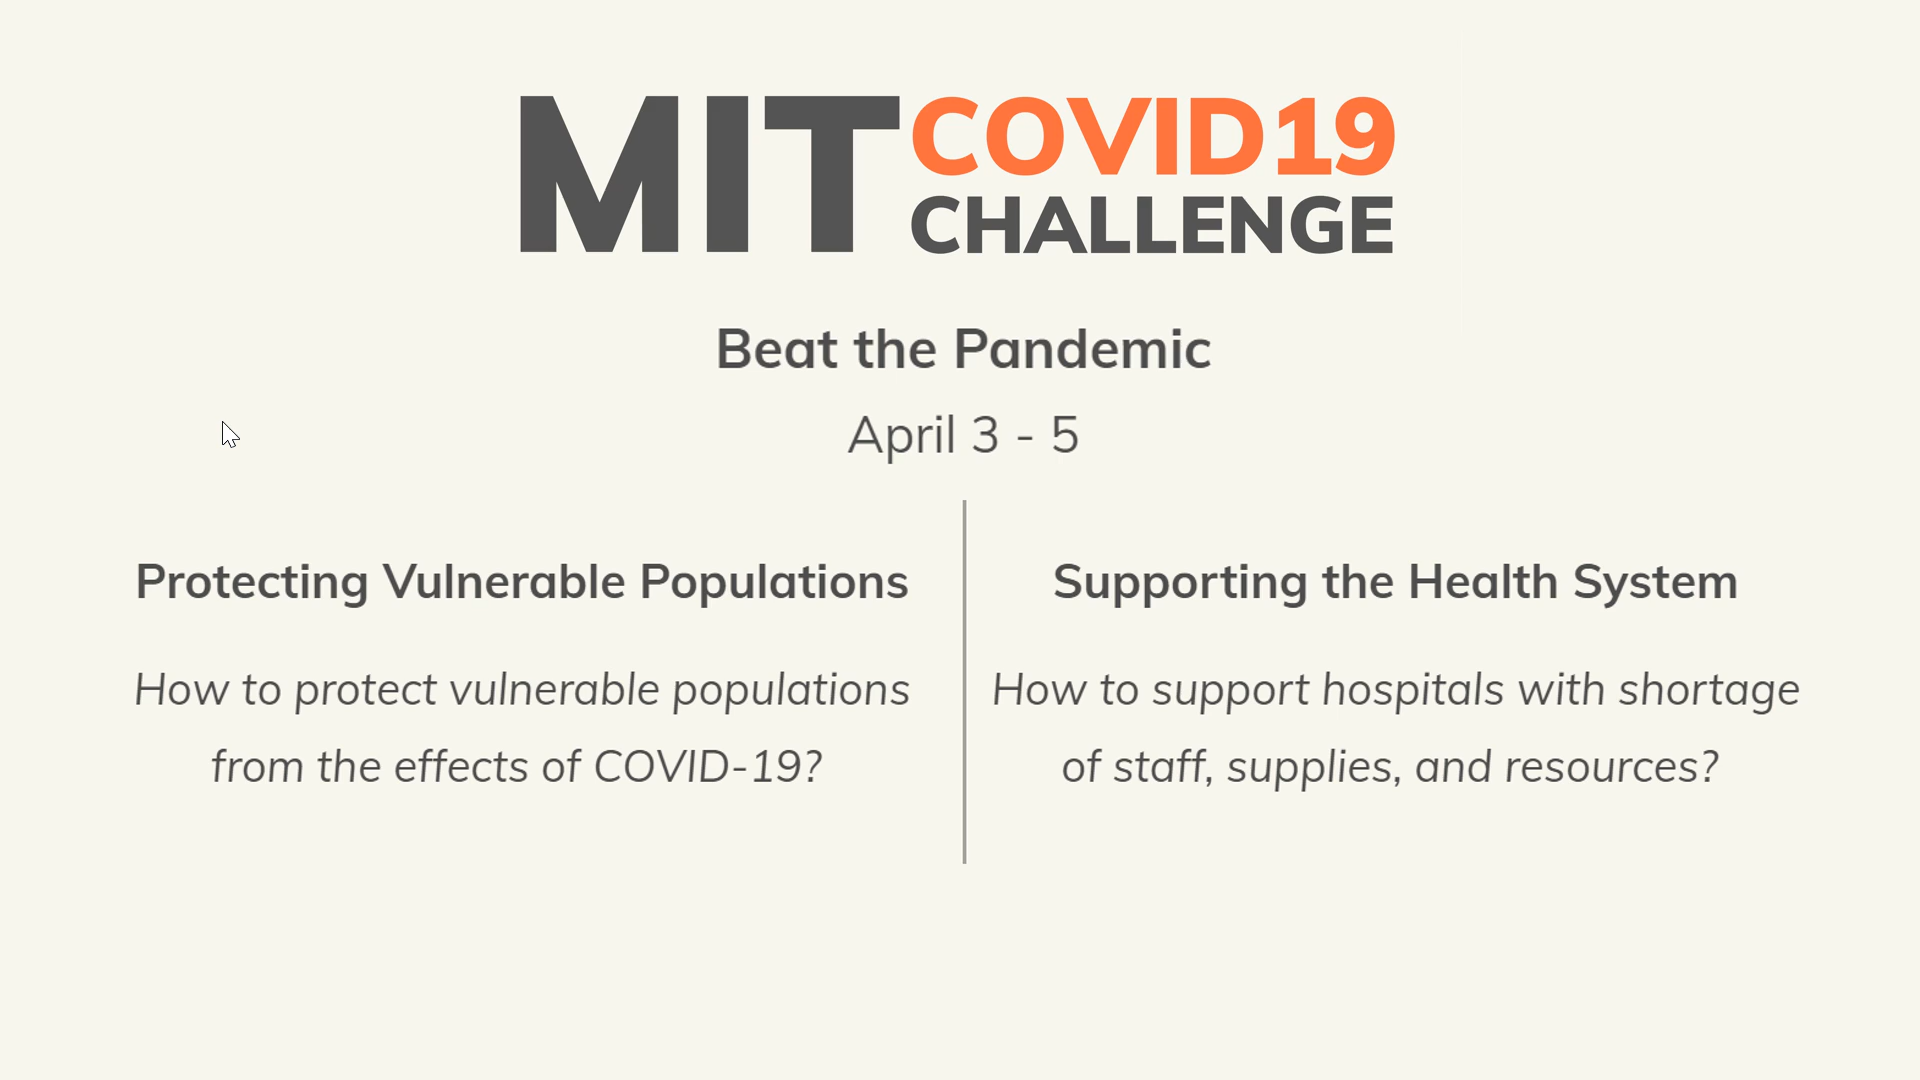 MIT COVID19
CHALLENGE
Beat the Pandemic
April 3 - 5
Protecting Vulnerable Populations
How to protect vulnerable populations
from the effects of COVID-19?
Supporting the Health System
How to support hospitals with shortage
of staff, supplies, and resources?